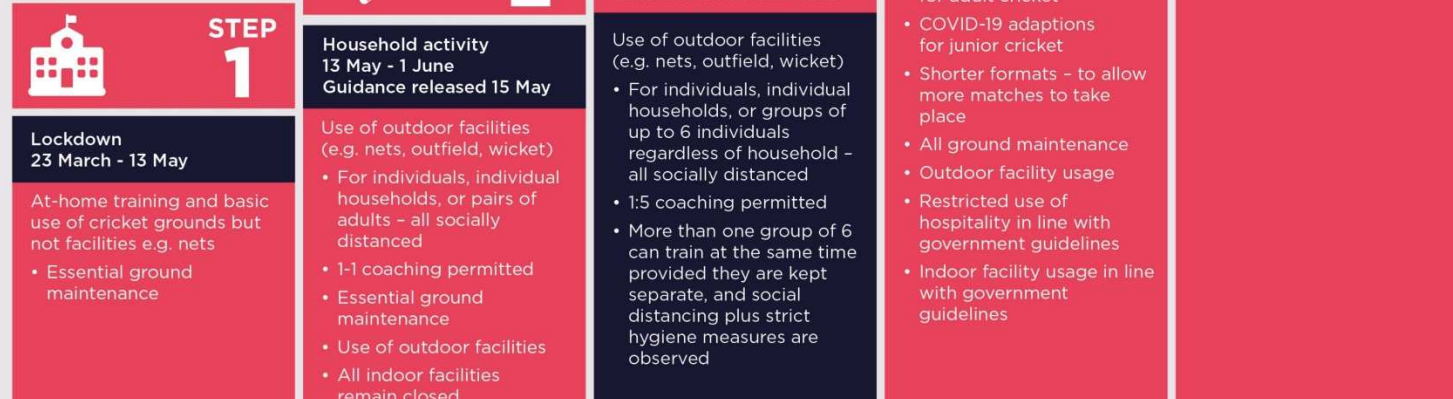 STEP
1
Lockdown
23 March - 13 May
At-home training and basic
use of cricket grounds but
not facilities e.g. nets
• Essential ground
maintenance
Household activity
13 May - 1 June
Guidance released 15 May
Use of outdoor facilities
(e.g. nets, outfield, wicket)
• For individuals, individual
households, or pairs of
adults – all socially
distanced
• 1-1 coaching permitted
• Essential ground
maintenance
• Use of outdoor facilities
• All indoor facilities
remain closed
Use of outdoor facilities
(e.g. nets, outfield, wicket)
• For individuals, individual
households, or groups of
up to 6 individuals
regardless of household –
all socially distanced
• 1:5 coaching permitted
• More than one group of 6
can train at the same time
provided they are kept
separate, and social
distancing plus strict
hygiene measures are
observed
for adult cricket
• COVID-19 adaptions
for junior cricket
• Shorter formats – to allow
more matches to take
place
• All ground maintenance
• Outdoor facility usage
• Restricted use of
hospitality in line with
government guidelines
• Indoor facility usage in line
with government
guidelines